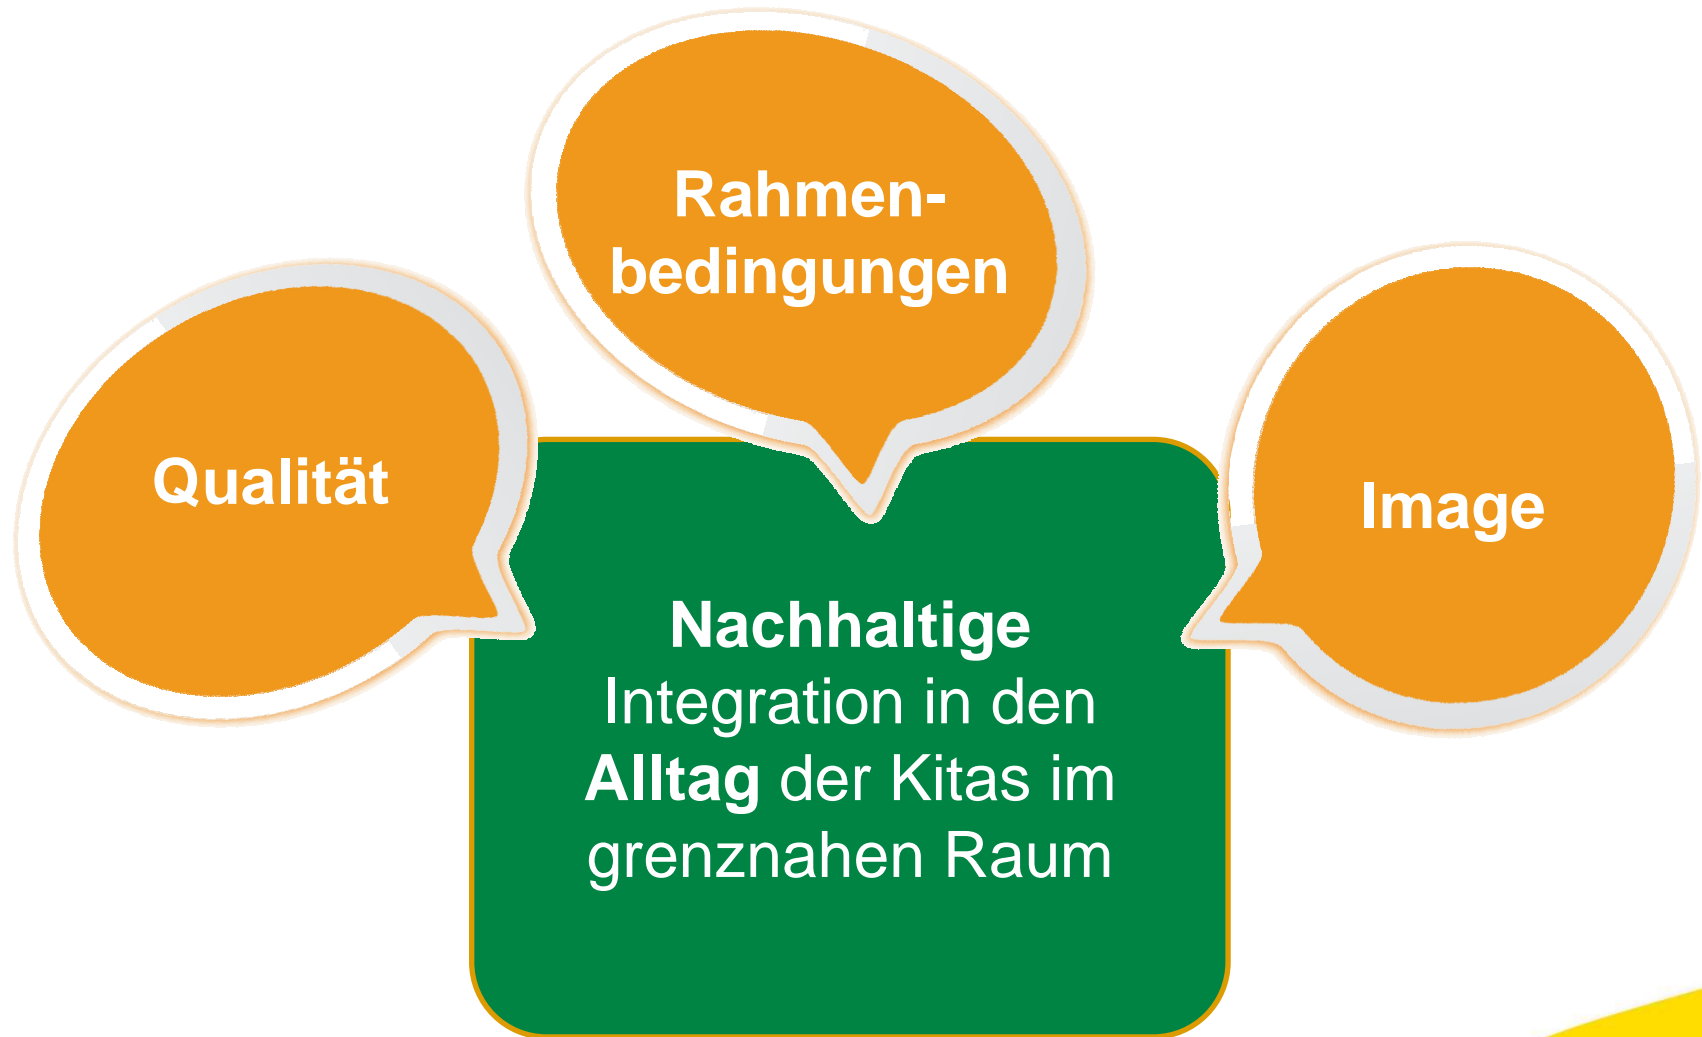 Rahmen-
bedingungen
Qualität
Image
Nachhaltige
Integration in den
Alltag der Kitas im
grenznahen Raum